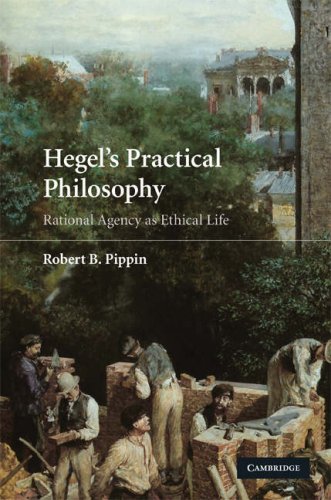 Hegel's Practical
Philosophy
Rational Agency as Ethical Life
Robert B. Pippin
CAMBRIDGE